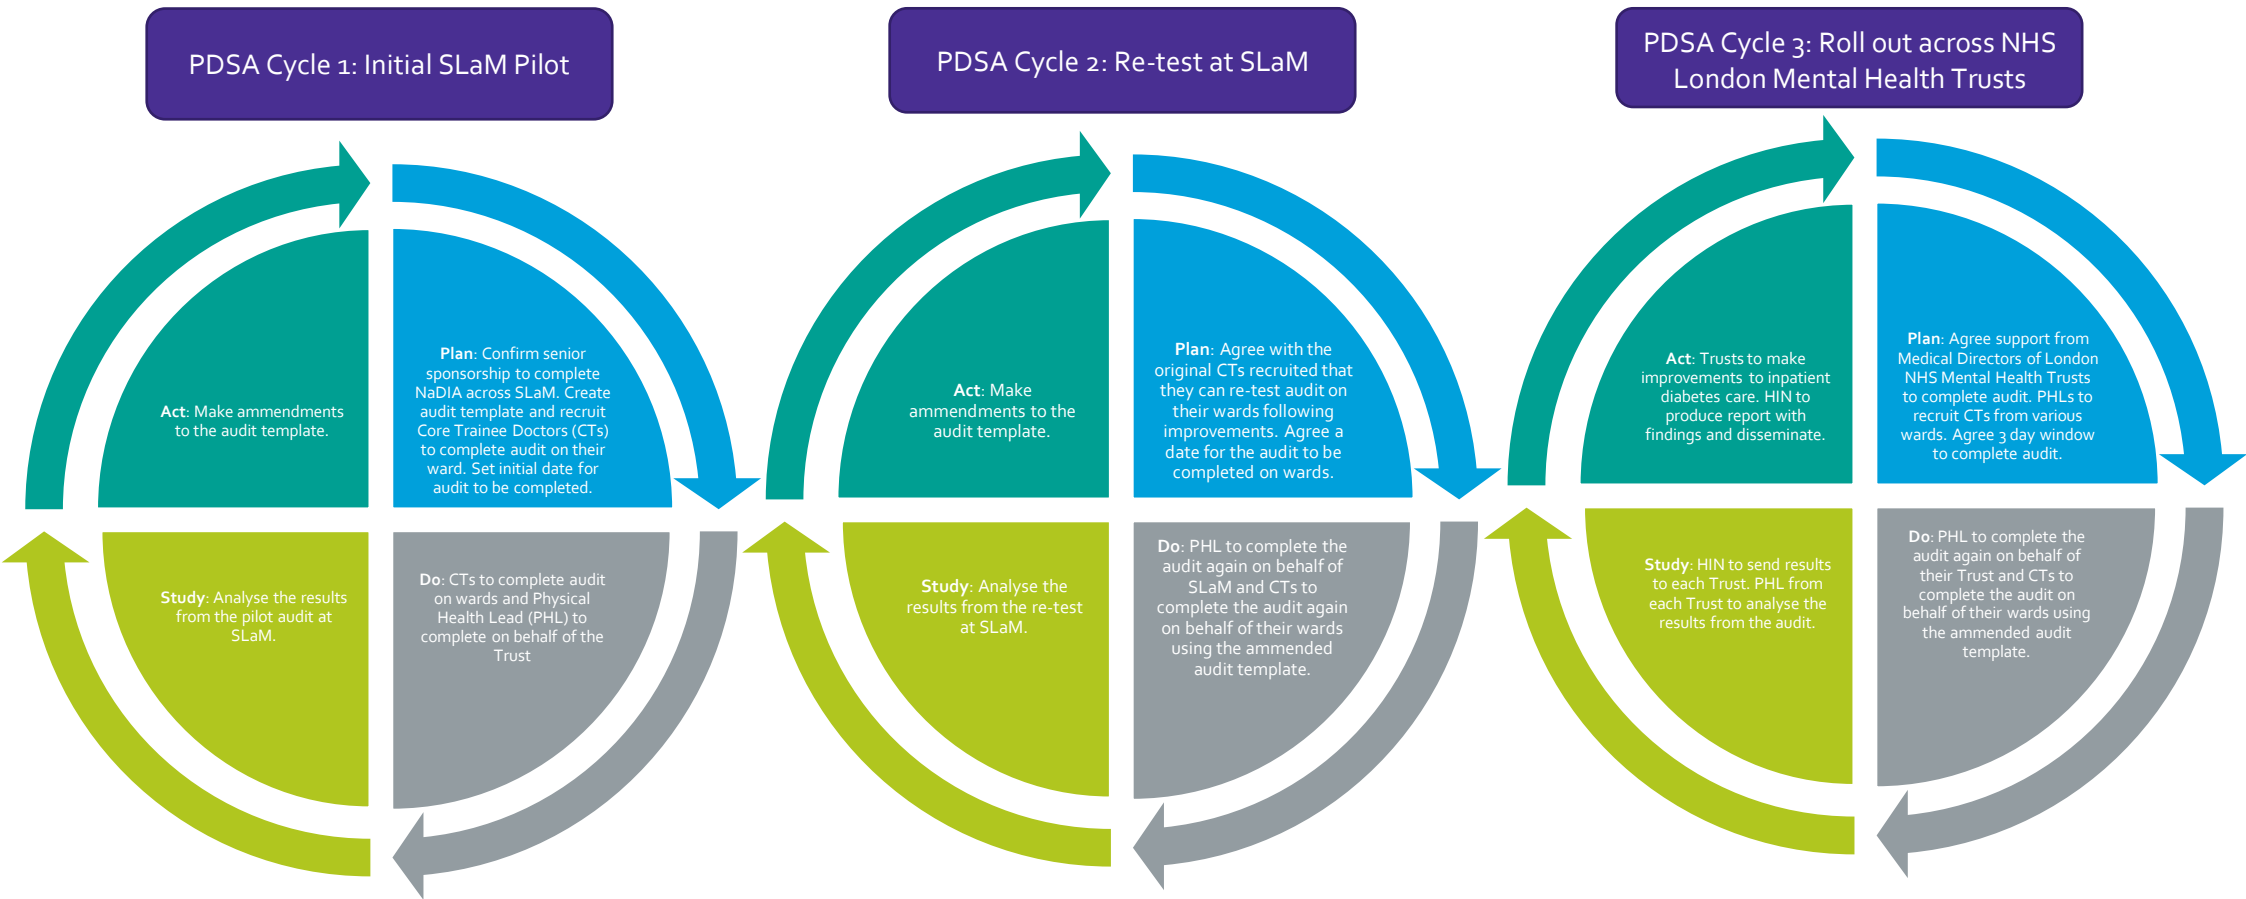 PDSA Cycle 1: Initial SLaM Pilot
Act: Make ammendments
to the audit template.
Plan: Confirm senior
sponsorship to complete
NaDIA across SLaM. Create
audit template and recruit
Core Trainee Doctors (CTs)
to complete audit on their
ward. Set initial date for
audit to be completed.
Study: Analyse the results
from the pilot audit at
SLaM.
Do: CTs to complete audit
on wards and Physical
Health Lead (PHL) to
complete on behalf of the
Trust
PDSA Cycle 2: Re-test at SLaM
Act: Make
ammendments to the
audit template.
Plan: Agree with the
original CTs recruited that
they can re-test audit on
their wards following
improvements. Agree a
date for the audit to be
completed on wards.
Study: Analyse the
results from the re-test
at SLaM.
Do: PHL to complete the
audit again on behalf of
SLaM and CTs to
complete the audit again
on behalf of their wards
using the ammended
audit template.
PDSA Cycle 3: Roll out across NHS
London Mental Health Trusts
Act: Trusts to make
improvements to inpatient
diabetes care. HIN to
produce report with
findings and disseminate.
Plan: Agree support from
Medical Directors of London
NHS Mental Health Trusts
to complete audit. PHLs to
recruit CTs from various
wards. Agree 3 day window
to complete audit.
Study: HIN to send results
to each Trust. PHL from
each Trust to analyse the
results from the audit.
Do: PHL to complete the
audit again on behalf of
their Trust and CTs to
complete the audit on
behalf of their wards using
the ammended audit
template.